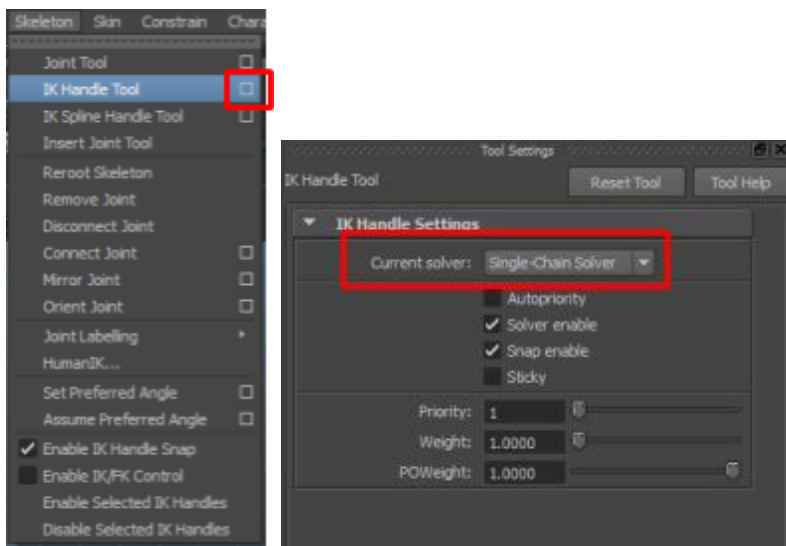 Skeleton Skin Constrain Chara
Joint Tool
IK Handle Tool
IK Spline Handle Tool
Insert Joint Tool
Reroot Skeleton
Remove Joint
Disconnect Joint
Connect Joint
Mirror Joint
Orient Joint
Joint Labelling
HumanIK...
Set Preferred Angle
Assume Preferred Angle
Enable IK Handle Snap
Enable IK/FK Control
Enable Selected IK Handles
Disable Selected IK Handles
Tool Settings
IK Handle Tool Reset Tool Tool Help
IK Handle Settings
Current solver: Single-Chain Solver
Autopriority
Solver enable
Snap enable
Sticky
Priority: 1
Weight: 1.0000
POWeight: 1.0000